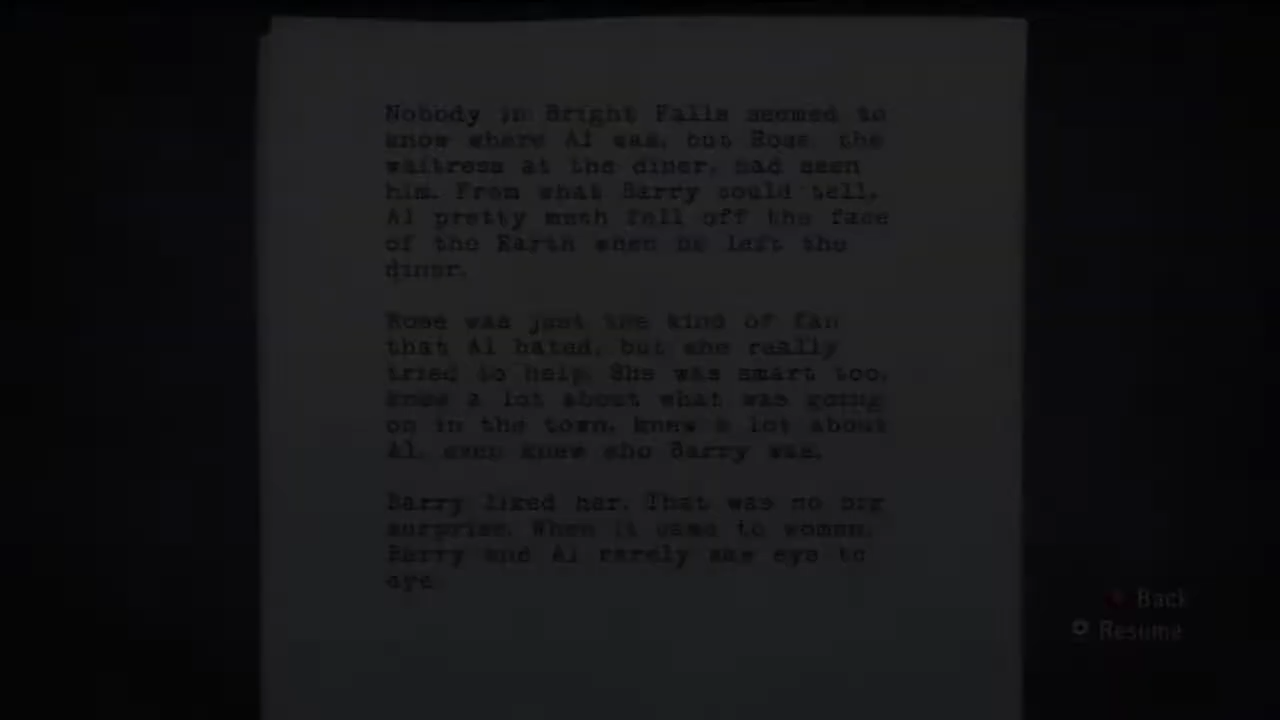 Nobody in Bright Falls seemed to
know where Al was, but Rose, the
waitress at the diner, had seen
him. From what Barry could tell,
Al pretty much fell off the face
of the Earth when he left the
diner.
Rose was just the kind of fan
that Al hated, but she really
tried to help. She was smart too,
knew a lot about what was going
on in the town, knew a lot about
Al, even knew who Barry was.
Barry liked her. That was no big
surprise. When it came to women,
Barry and Al rarely saw eye to
eye.
Back
Resume